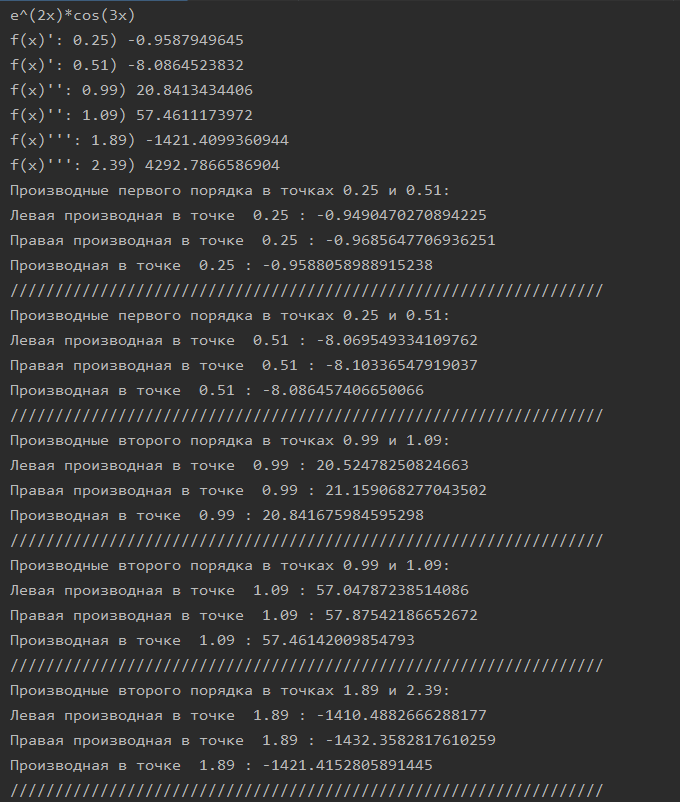 e^(2x)*cos(3x)
f(x)': 0.25) -0.9587949645
f(x)': 0.51) -8.0864523832
f(x)'': 0.99) 20.8413434406
f(x)'': 1.09) 57.4611173972
f(x)''': 1.89) -1421.4099360944
f(x)''': 2.39) 4292.7866586904
Производные первого порядка в точках 0.25 и 0.51:
Левая производная в точке  0.25 : -0.9490470270894225
Правая производная в точке  0.25 : -0.9685647706936251
Производная в точке  0.25 : -0.9588058988915238
//////////////////////////////////////////////////////////////////
Производные первого порядка в точках 0.25 и 0.51:
Левая производная в точке  0.51 : -8.069549334109762
Правая производная в точке  0.51 : -8.10336547919037
Производная в точке  0.51 : -8.086457406650066
//////////////////////////////////////////////////////////////////
Производные второго порядка в точках 0.99 и 1.09:
Левая производная в точке  0.99 : 20.52478250824663
Правая производная в точке  0.99 : 21.159068277043502
Производная в точке  0.99 : 20.841675984595298
//////////////////////////////////////////////////////////////////
Производные второго порядка в точках 0.99 и 1.09:
Левая производная в точке  1.09 : 57.04787238514086
Правая производная в точке  1.09 : 57.87542186652672
Производная в точке  1.09 : 57.46142009854793
//////////////////////////////////////////////////////////////////
Производные второго порядка в точках 1.89 и 2.39:
Левая производная в точке  1.89 : -1410.4882666288177
Правая производная в точке  1.89 : -1432.3582817610259
Производная в точке  1.89 : -1421.4152805891445
//////////////////////////////////////////////////////////////////